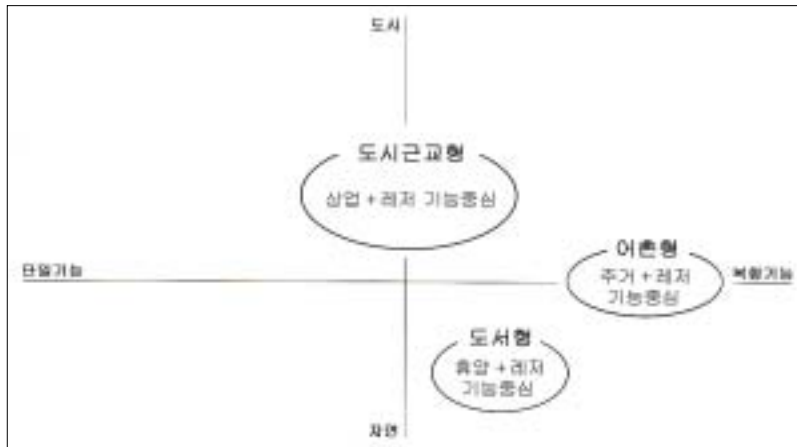 도시
도시근교형
상업 + 레저 기능중심
어촌형
단일기능
주거 + 레저
기능중심
복합기능
도서형
휴양 + 레저
기능중심
자연